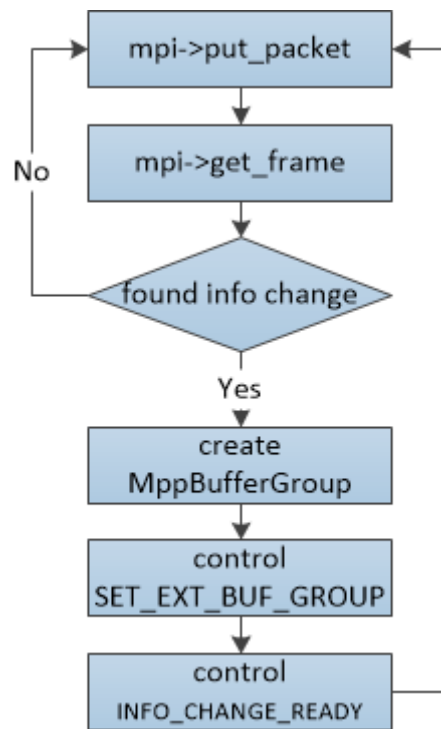 mpi->put_packet
mpi->get_frame
No
found info change
Yes
create
MppBufferGroup
control
SET_EXT_BUF_GROUP
control
INFO_CHANGE_READY